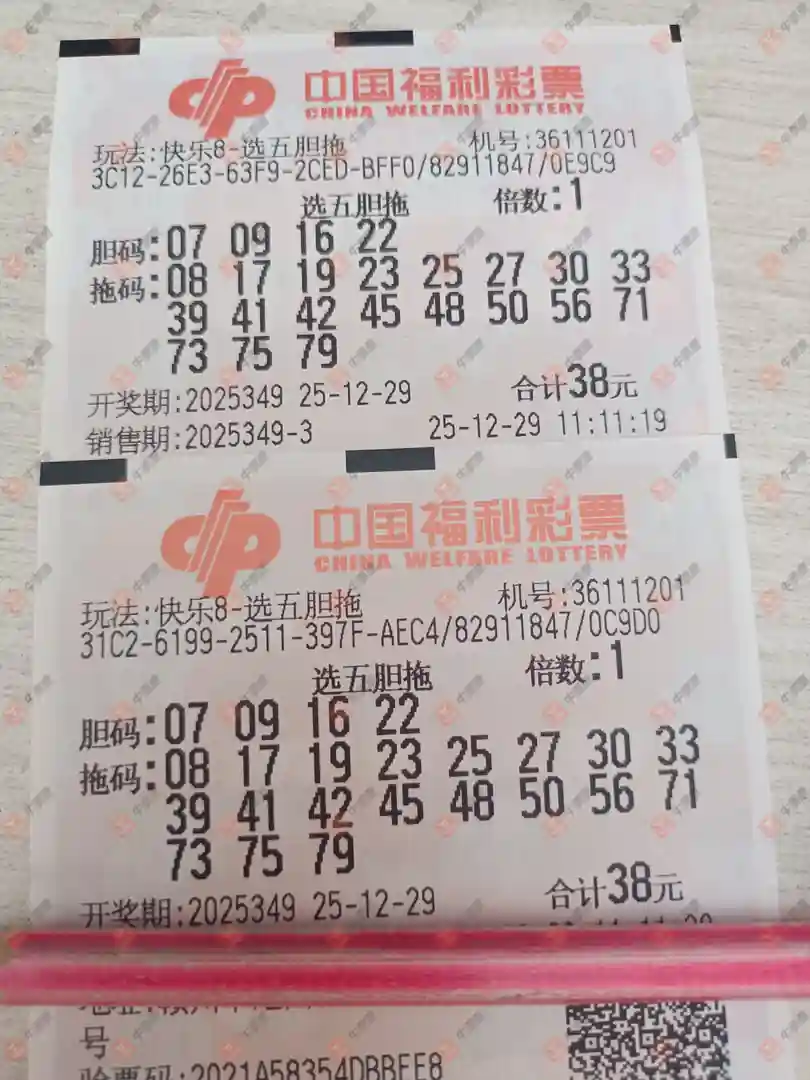 中国福利彩票
CHINA WELFARE LOTTERY
玩法:快乐8-选五胆拖 机号:36111201
3C12-26E3-63F9-2CED-BFF0/82911847/0E9C9
选五胆拖 倍数:1
胆码:07 09 16 22
拖码:08 17 19 23 25 27 30 33
39 41 42 45 48 50 56 71
73 75 79
开奖期:2025349 25-12-29 合计38元
销售期:2025349-3 25-12-29 11:11:19
中国福利彩票
CHINA WELFARE LOTTERY
玩法:快乐8-选五胆拖 机号:36111201
31C2-6199-2511-397F-AEC4/82911847/0C9D0
选五胆拖 倍数:1
胆码:07 09 16 22
拖码:08 17 19 23 25 27 30 33
39 41 42 45 48 50 56 71
73 75 79
开奖期:2025349 25-12-29 合计38元
号
验票码:2021A58354DBBFE8